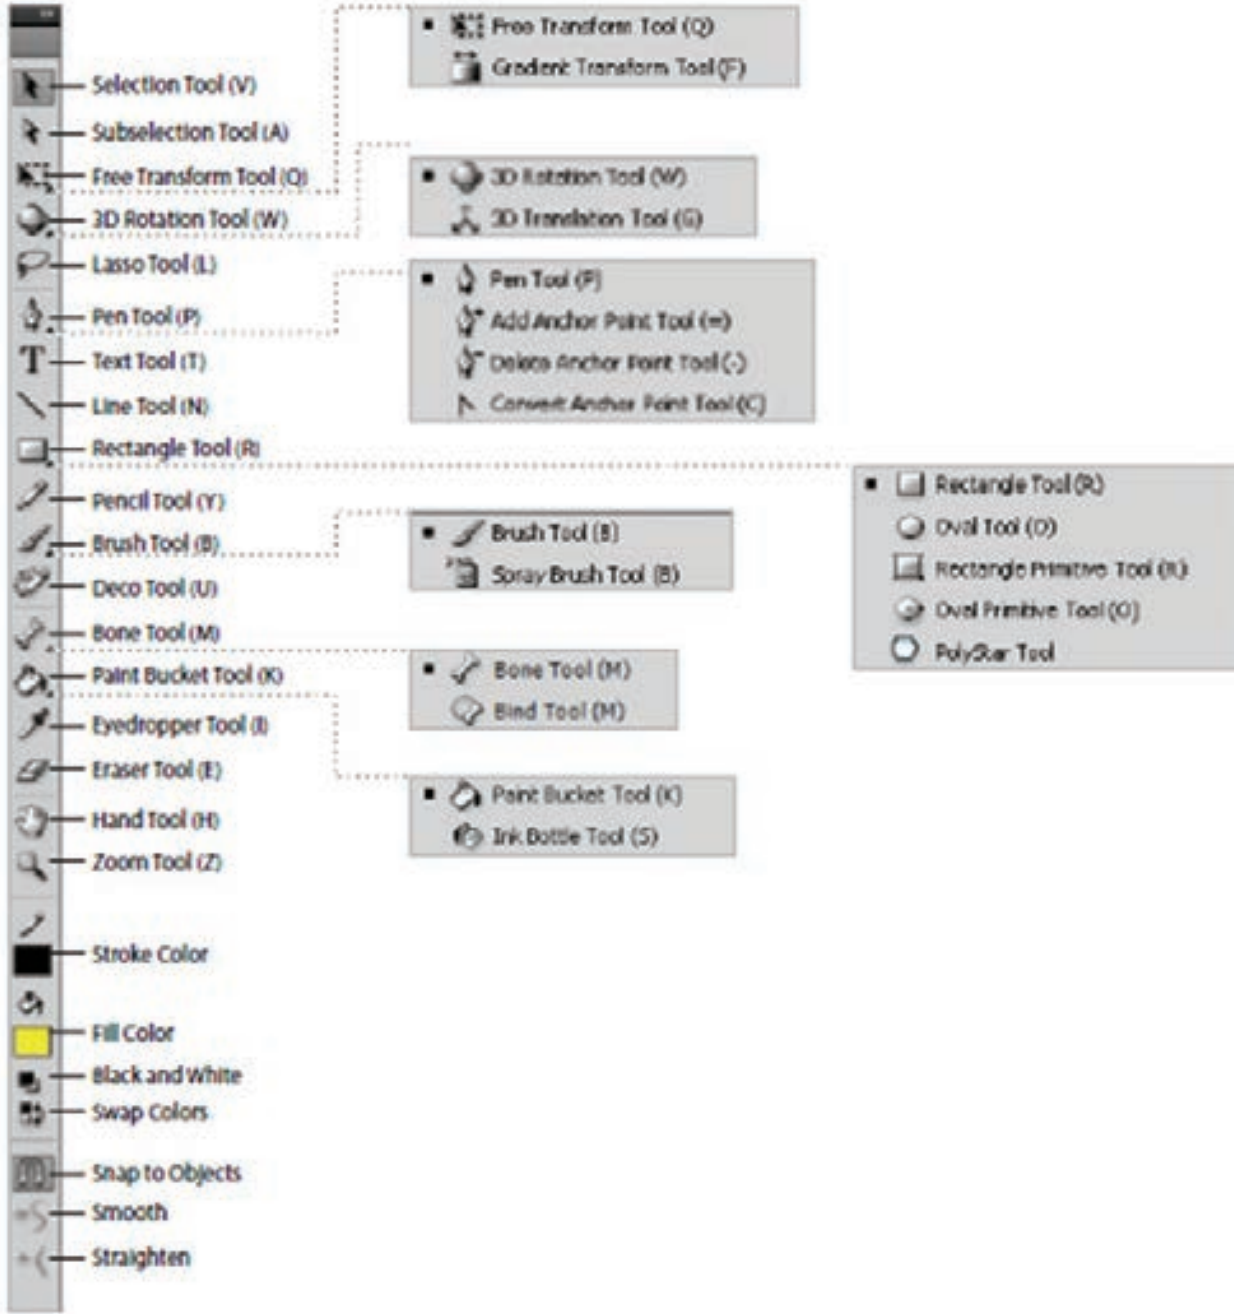 Selection Tool (V)
Subselection Tool (A)
Free Transform Tool (Q)
3D Rotation Tool (W)
Lasso Tool (L)
Pen Tool (P)
Text Tool (T)
Line Tool (N)
Rectangle Tool (R)
Pencil Tool (Y)
Brush Tool (B)
Deco Tool (U)
Bone Tool (M)
Paint Bucket Tool (K)
Eyedropper Tool (I)
Eraser Tool (E)
Hand Tool (H)
Zoom Tool (Z)
Stroke Color
Fill Color
Black and White
Swap Colors
Snap to Objects
Smooth
Straighten
Free Transform Tool (Q)
Gradient Transform Tool (F)
3D Rotation Tool (W)
3D Translation Tool (G)
Pen Tool (P)
Add Anchor Point Tool (=)
Delete Anchor Point Tool (-)
Convert Anchor Point Tool (C)
Rectangle Tool (R)
Oval Tool (O)
Rectangle Primitive Tool (R)
Oval Primitive Tool (O)
PolyStar Tool
Brush Tool (B)
Spray Brush Tool (B)
Bone Tool (M)
Bind Tool (M)
Paint Bucket Tool (K)
Ink Bottle Tool (S)